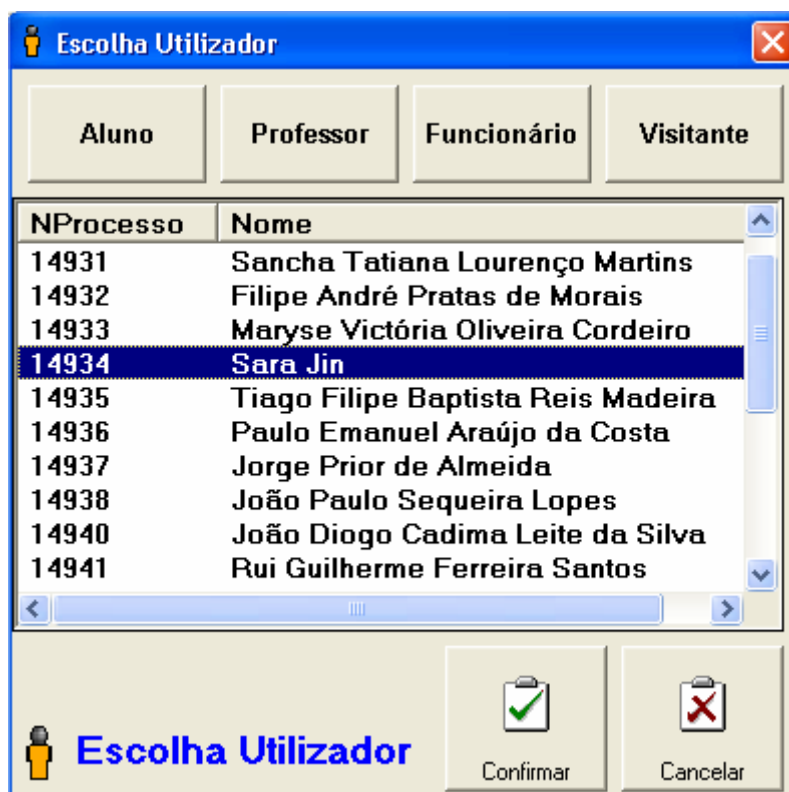 Escolha Utilizador
Aluno Professor Funcionário Visitante
NProcesso Nome
14931 Sancha Tatiana Lourenço Martins
14932 Filipe André Pratas de Morais
14933 Maryse Victória Oliveira Cordeiro
14934 Sara Jin
14935 Tiago Filipe Baptista Reis Madeira
14936 Paulo Emanuel Araújo da Costa
14937 Jorge Prior de Almeida
14938 João Paulo Sequeira Lopes
14940 João Diogo Cadima Leite da Silva
14941 Rui Guilherme Ferreira Santos
Escolha Utilizador
Confirmar Cancelar